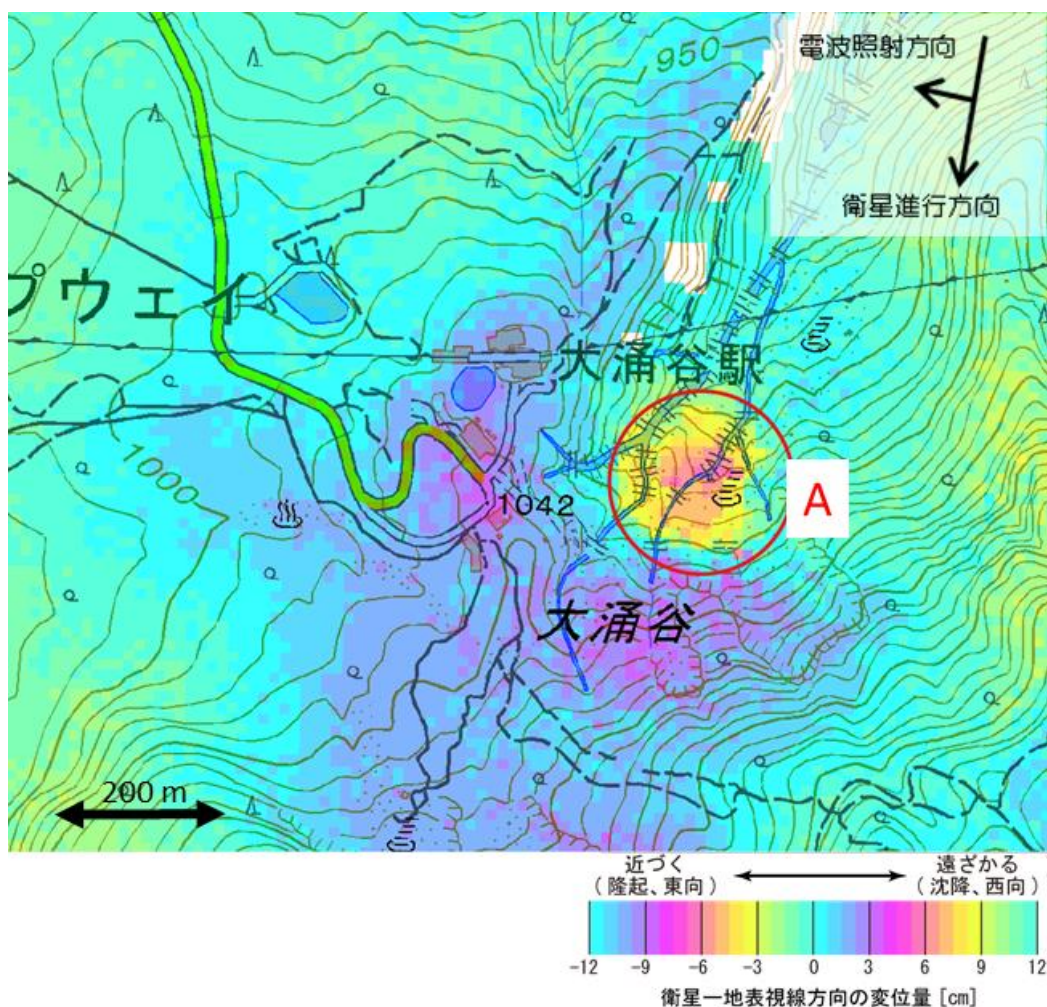 950
電波照射方向
衛星進行方向
プウェイ
大涌谷駅
1000
1042
A
大涌谷
200 m
近づく
(隆起、東向)
遠ざかる
(沈降、西向)
-12 -9 -6 -3 0 3 6 9 12
衛星―地表視線方向の変位量 [cm]